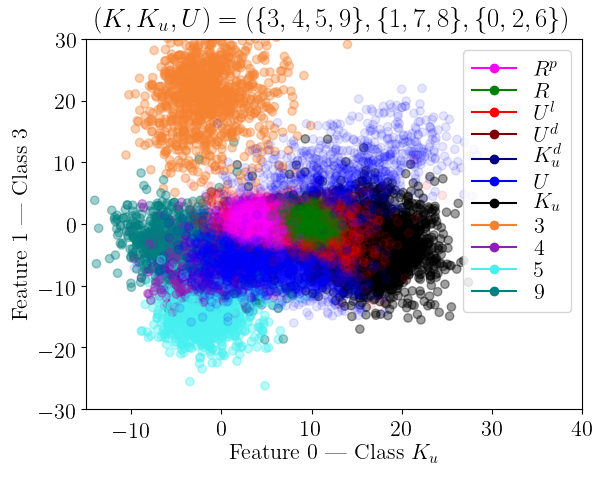 (K, K_u, U) = ({3, 4, 5, 9}, {1, 7, 8}, {0, 2, 6})
30
20
10
0
−10
−20
−30
Feature 1 — Class 3
R^p
R
U^l
U^d
K_u^d
U
K_u
3
4
5
9
−10 0 10 20 30 40
Feature 0 — Class K_u